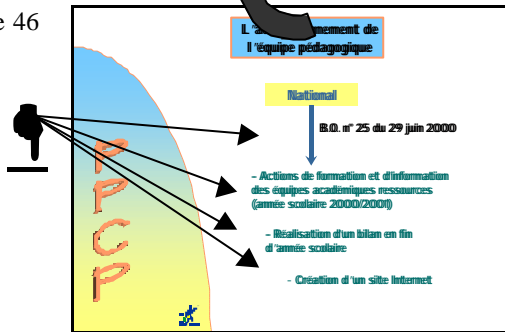 46
L'
de
l'équipe pédagogique
National
B.O. n° 25 du 29 juin 2000
PPCP
- Actions de formation et d'information
des équipes académiques ressources
(année scolaire 2000/2001)
- Réalisation d'un bilan en fin
d'année scolaire
- Création d'un site Internet